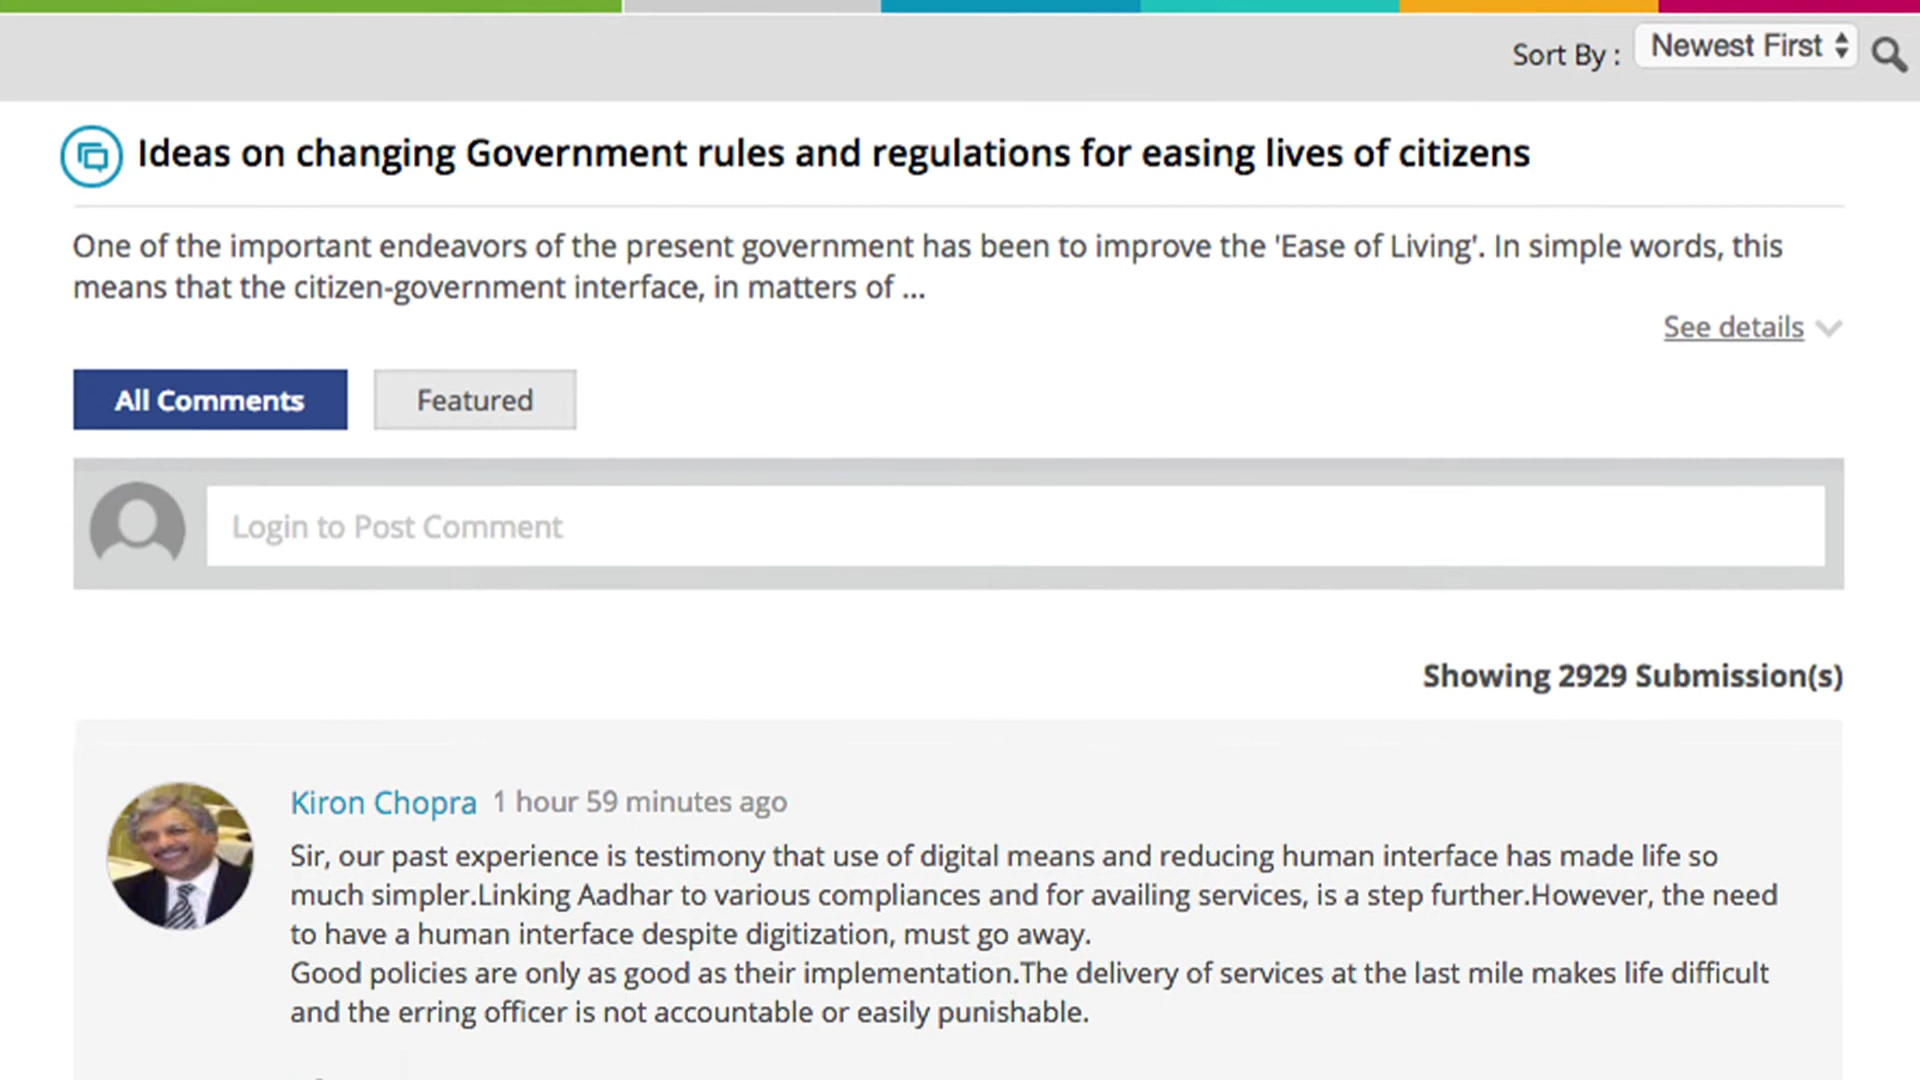 Sort By : Newest First
Ideas on changing Government rules and regulations for easing lives of citizens
One of the important endeavors of the present government has been to improve the 'Ease of Living'. In simple words, this
means that the citizen-government interface, in matters of ...
See details
All Comments Featured
Login to Post Comment
Showing 2929 Submission(s)
Kiron Chopra 1 hour 59 minutes ago
Sir, our past experience is testimony that use of digital means and reducing human interface has made life so
much simpler.Linking Aadhar to various compliances and for availing services, is a step further.However, the need
to have a human interface despite digitization, must go away.
Good policies are only as good as their implementation.The delivery of services at the last mile makes life difficult
and the erring officer is not accountable or easily punishable.